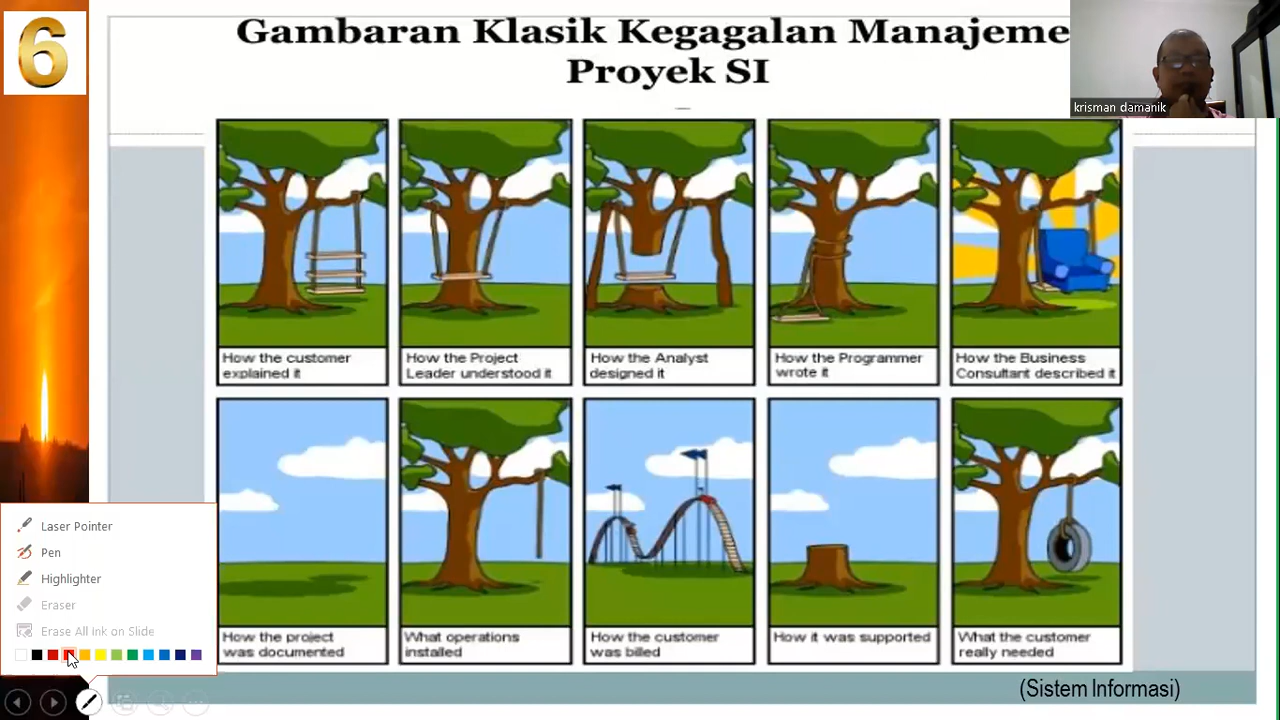 6
Gambaran Klasik Kegagalan Manajeme
Proyek SI
krisman damanik
How the customer
explained it
How the Project
Leader understood it
How the Analyst
designed it
How the Programmer
wrote it
How the Business
Consultant described it
How the project
was documented
What operations
installed
How the customer
was billed
How it was supported
What the customer
really needed
Laser Pointer
Pen
Highlighter
Eraser
Erase All Ink on Slide
(Sistem Informasi)